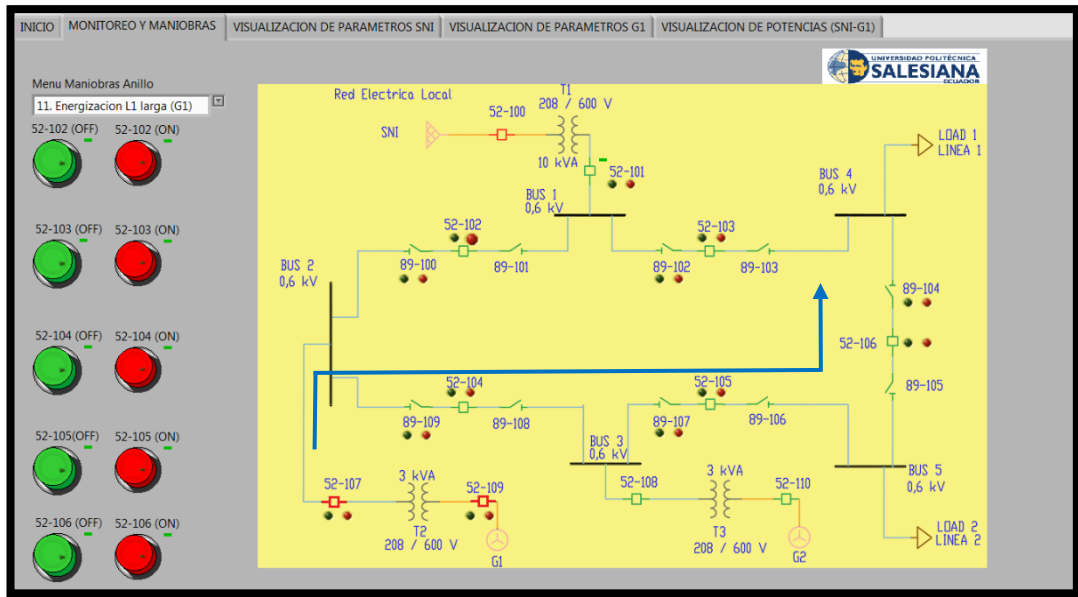 INICIO MONITOREO Y MANIOBRAS VISUALIZACION DE PARAMETROS SNI VISUALIZACION DE PARAMETROS G1 VISUALIZACION DE POTENCIAS (SNI-G1)
UNIVERSIDAD POLITÉCNICA
SALESIANA
ECUADOR
Menu Maniobras Anillo
11. Energizacion L1 larga (G1)
52-102 (OFF) 52-102 (ON)
52-103 (OFF) 52-103 (ON)
52-104 (OFF) 52-104 (ON)
52-105(OFF) 52-105 (ON)
52-106 (OFF) 52-106 (ON)
Red Electrica Local
T1
208 / 600 V
52-100
SNI
10 kVA
52-101
LOAD 1
LINEA 1
BUS 1
0,6 kV
BUS 4
0,6 kV
52-102
52-103
89-100
89-101
89-102
89-103
BUS 2
0,6 kV
89-104
52-106
89-105
52-104
52-105
89-109
89-108
89-107
89-106
BUS 3
0,6 kV
BUS 5
0,6 kV
52-107
3 kVA
52-109
52-108
3 kVA
52-110
T2
208 / 600 V
G1
T3
208 / 600 V
G2
LOAD 2
LINEA 2